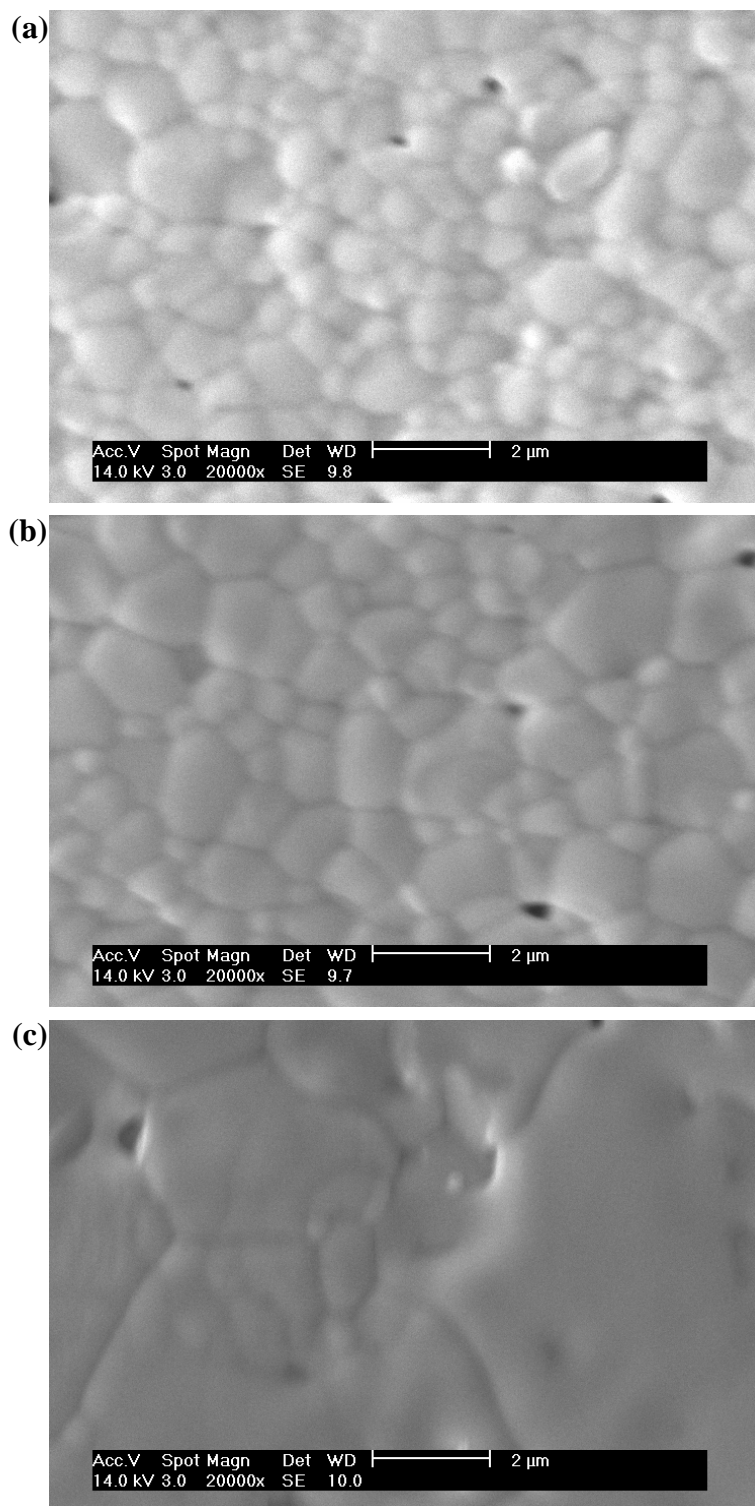 (a)
Acc.V Spot Magn Det WD 2 µm
14.0 kV 3.0 20000x SE 9.8
(b)
Acc.V Spot Magn Det WD 2 µm
14.0 kV 3.0 20000x SE 9.7
(c)
Acc.V Spot Magn Det WD 2 µm
14.0 kV 3.0 20000x SE 10.0